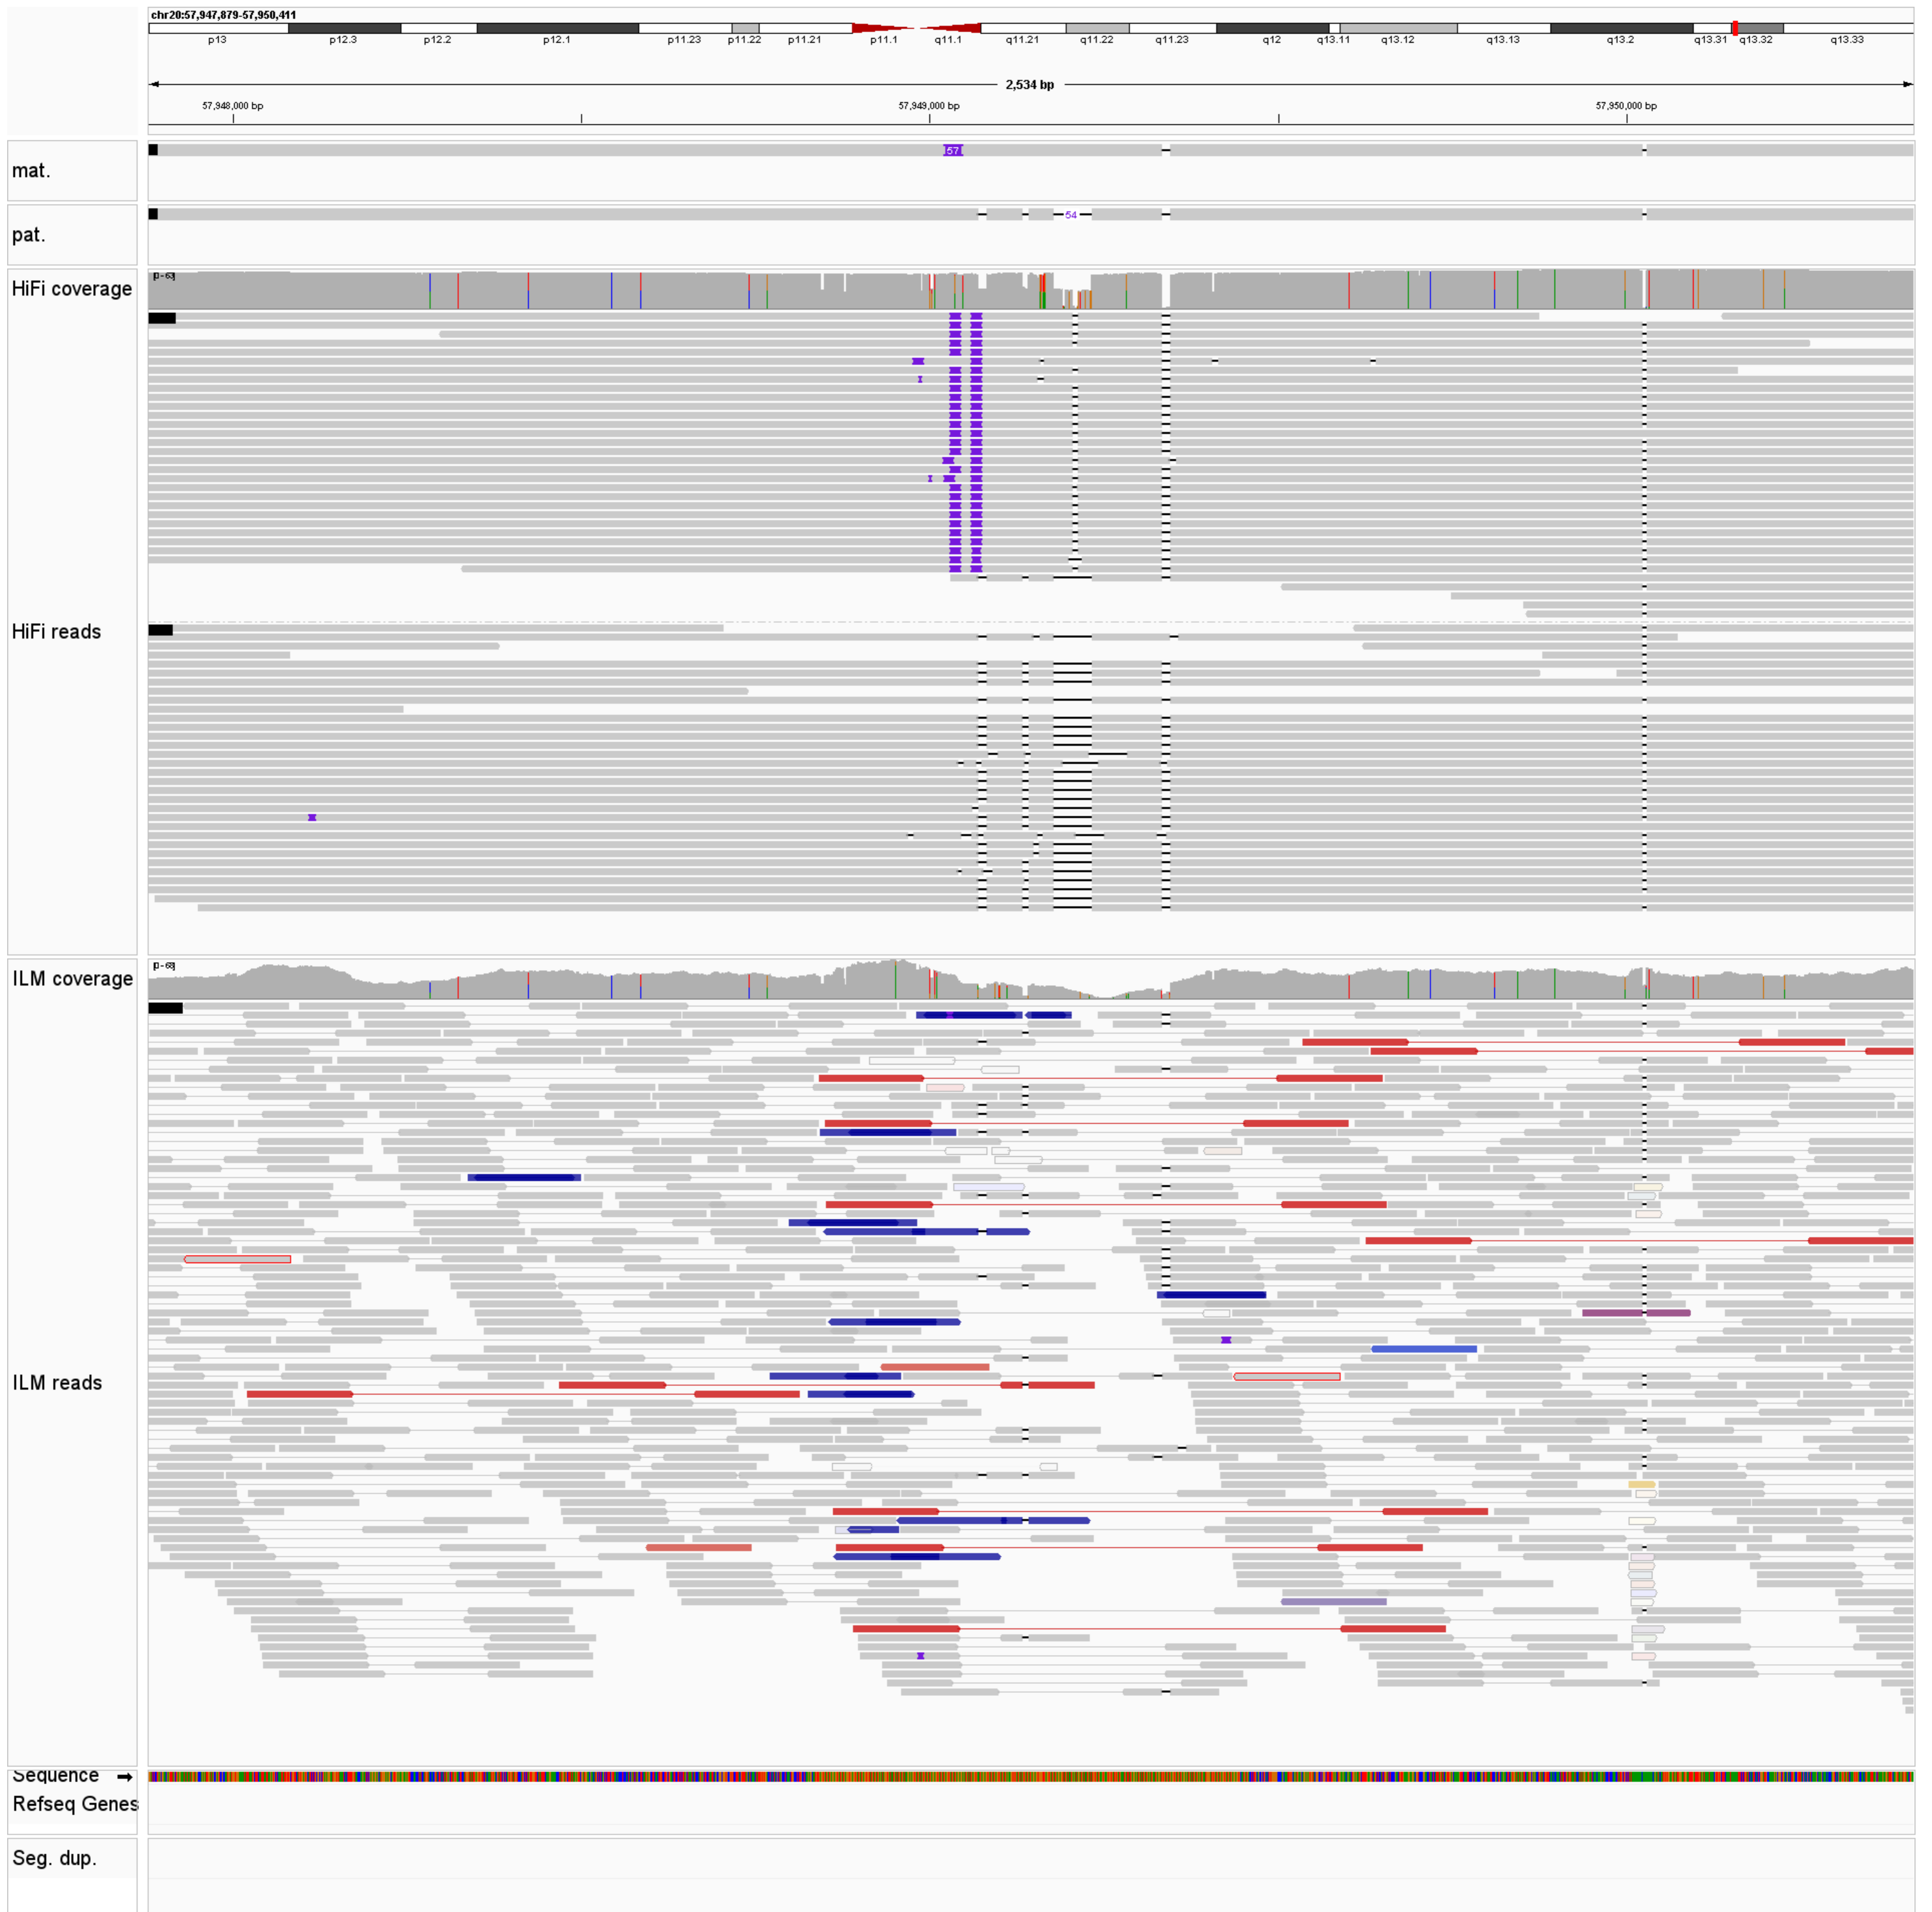 chr20:57,947,879-57,950,411
p13 p12.3 p12.2 p12.1 p11.23 p11.22 p11.21 p11.1 q11.1 q11.21 q11.22 q11.23 q12 q13.11 q13.12 q13.13 q13.2 q13.31 q13.32 q13.33
2,534 bp
57,948,000 bp 57,949,000 bp 57,950,000 bp
mat. 57
pat. 54
HiFi coverage
HiFi reads
ILM coverage
ILM reads
Sequence
Refseq Genes
Seg. dup.